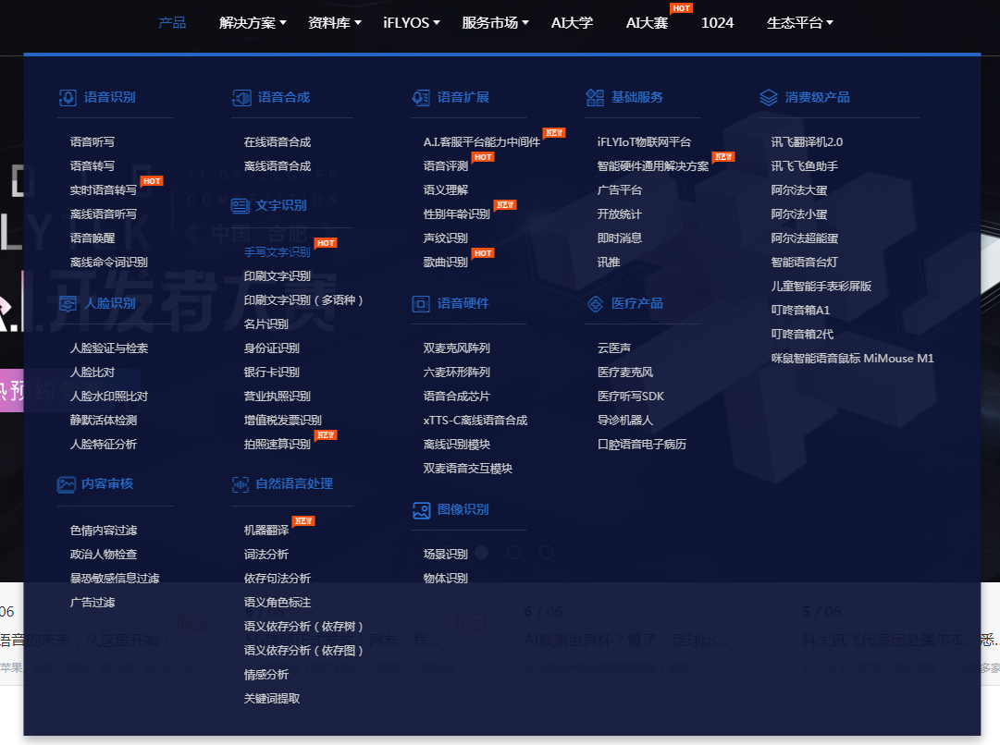 产品 解决方案 资料库 iFLYOS 服务市场 AI大学 AI大赛 HOT 1024 生态平台
语音识别
语音听写
语音转写
实时语音转写 HOT
离线语音听写
语音唤醒
离线命令词识别
人脸识别
人脸验证与检索
人脸比对
人脸水印照比对
静默活体检测
人脸特征分析
内容审核
色情内容过滤
政治人物检查
暴恐敏感信息过滤
广告过滤
语音合成
在线语音合成
离线语音合成
文字识别
手写文字识别 HOT
印刷文字识别
印刷文字识别（多语种）
名片识别
身份证识别
银行卡识别
营业执照识别
增值税发票识别
拍照速算识别 NEW
自然语言处理
机器翻译 NEW
词法分析
依存句法分析
语义角色标注
语义依存分析（依存树）
语义依存分析（依存图）
情感分析
关键词提取
语音扩展
A.I.客服平台能力中间件 NEW
语音评测 HOT
语义理解
性别年龄识别 NEW
声纹识别
歌曲识别 HOT
语音硬件
双麦克风阵列
六麦环形阵列
语音合成芯片
xTTS-C离线语音合成
离线识别模块
双麦语音交互模块
图像识别
场景识别
物体识别
基础服务
iFLYIoT物联网平台
智能硬件通用解决方案 NEW
广告平台
开放统计
即时消息
讯推
医疗产品
云医声
医疗麦克风
医疗听写SDK
导诊机器人
口腔语音电子病历
消费级产品
讯飞翻译机2.0
讯飞飞鱼助手
阿尔法大蛋
阿尔法小蛋
阿尔法超能蛋
智能语音台灯
儿童智能手表彩屏版
叮咚音箱A1
叮咚音箱2代
咪鼠智能语音鼠标 MiMouse M1
AI DEVELOPER
COMPETITION
LYTEK
中国·合肥
A.I.开发者大赛
热预约
06 6 / 06 6 / 06 5 / 06
语音的未来，从这里开始！ AI预测世界杯？算了，足球比... 科大讯飞代表团赴墨尔本，悉...
苹果